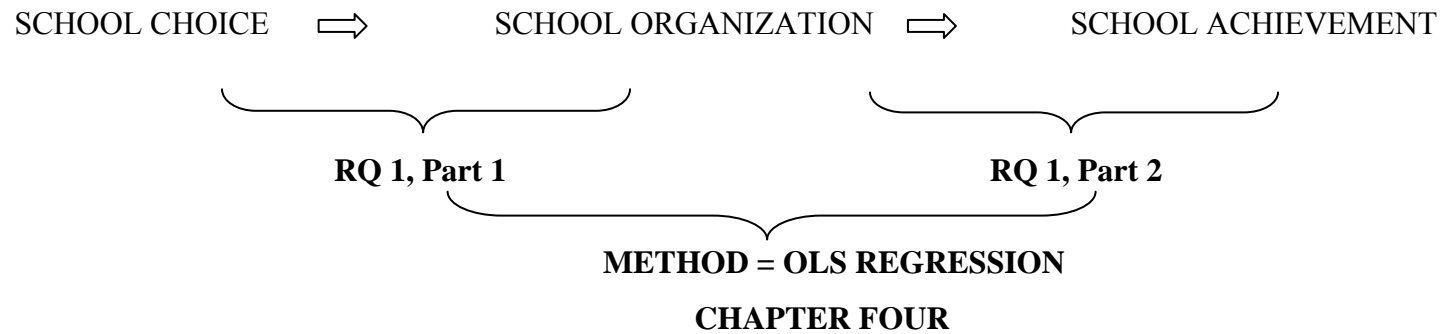 SCHOOL CHOICE ⇨ SCHOOL ORGANIZATION ⇨ SCHOOL ACHIEVEMENT
RQ 1, Part 1 RQ 1, Part 2
METHOD = OLS REGRESSION
CHAPTER FOUR